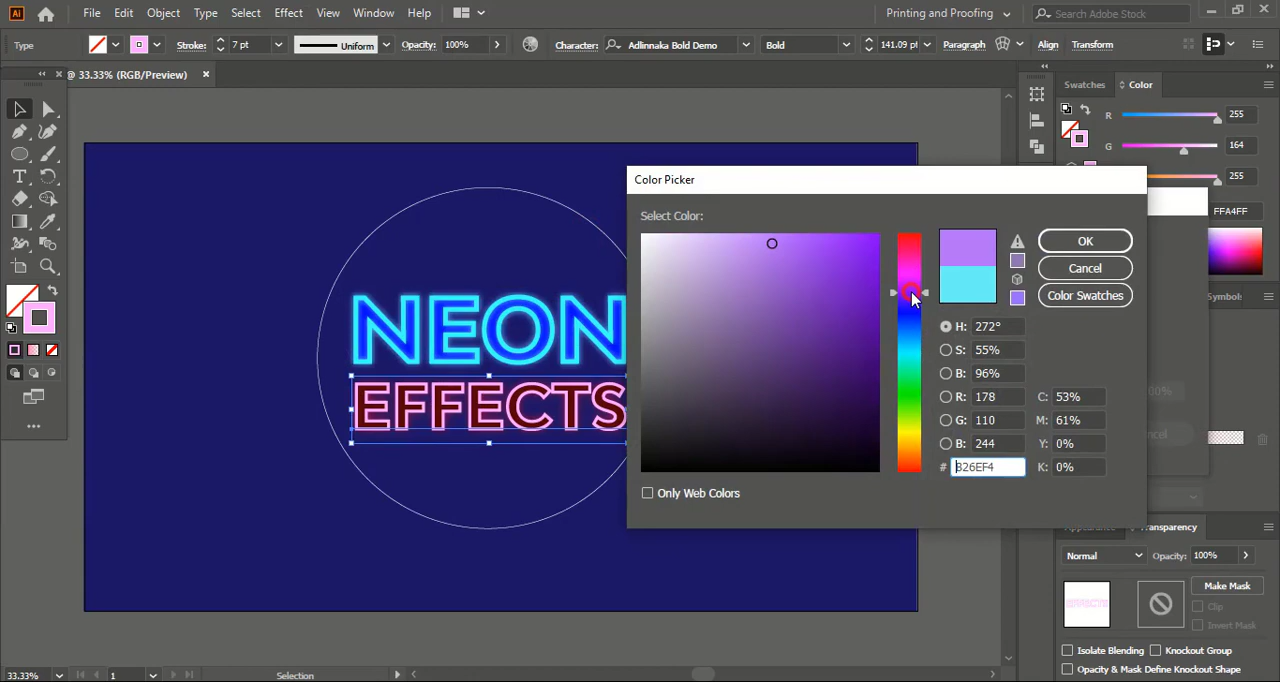 Ai File Edit Object Type Select Effect View Window Help Printing and Proofing Search Adobe Stock
Type Stroke: 7 pt Uniform Opacity: 100% Character: Adlinnaka Bold Demo Bold 141.09 pt Paragraph Align Transform
@ 33.33% (RGB/Preview)
Swatches Color
R 255
G 164
255
FFA4FF
Symbols
NEON
EFFECTS
Color Picker
Select Color:
OK
Cancel
Color Swatches
H: 272°
S: 55%
B: 96%
R: 178
G: 110
B: 244
# B26EF4
C: 53%
M: 61%
Y: 0%
K: 0%
Only Web Colors
Appearance Transparency
Normal Opacity: 100%
EFFECTS
Make Mask
Clip
Invert Mask
Isolate Blending Knockout Group
Opacity & Mask Define Knockout Shape
33.33% 1 Selection